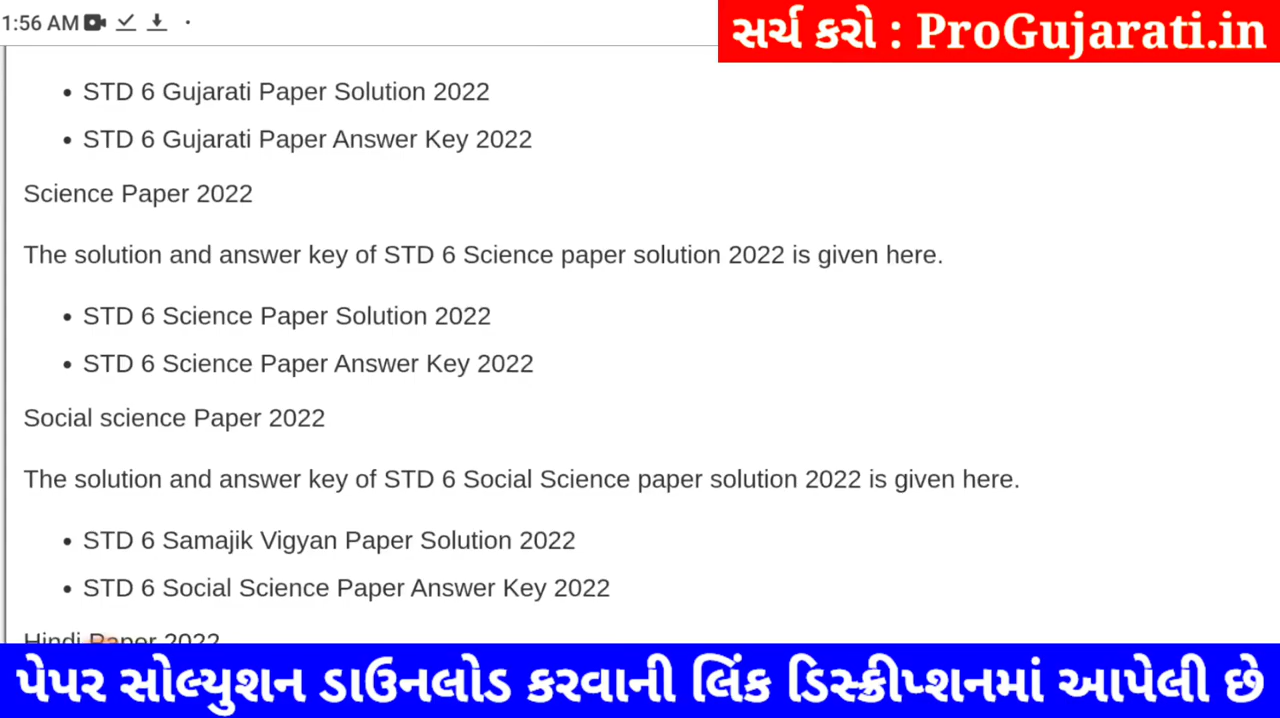 1:56 AM
સર્ચ કરો : ProGujarati.in
STD 6 Gujarati Paper Solution 2022
STD 6 Gujarati Paper Answer Key 2022
Science Paper 2022
The solution and answer key of STD 6 Science paper solution 2022 is given here.
STD 6 Science Paper Solution 2022
STD 6 Science Paper Answer Key 2022
Social science Paper 2022
The solution and answer key of STD 6 Social Science paper solution 2022 is given here.
STD 6 Samajik Vigyan Paper Solution 2022
STD 6 Social Science Paper Answer Key 2022
Hindi Paper 2022
પેપર સોલ્યુશન ડાઉનલોડ કરવાની લિંક ડિસ્ક્રીપ્શનમાં આપેલી છે